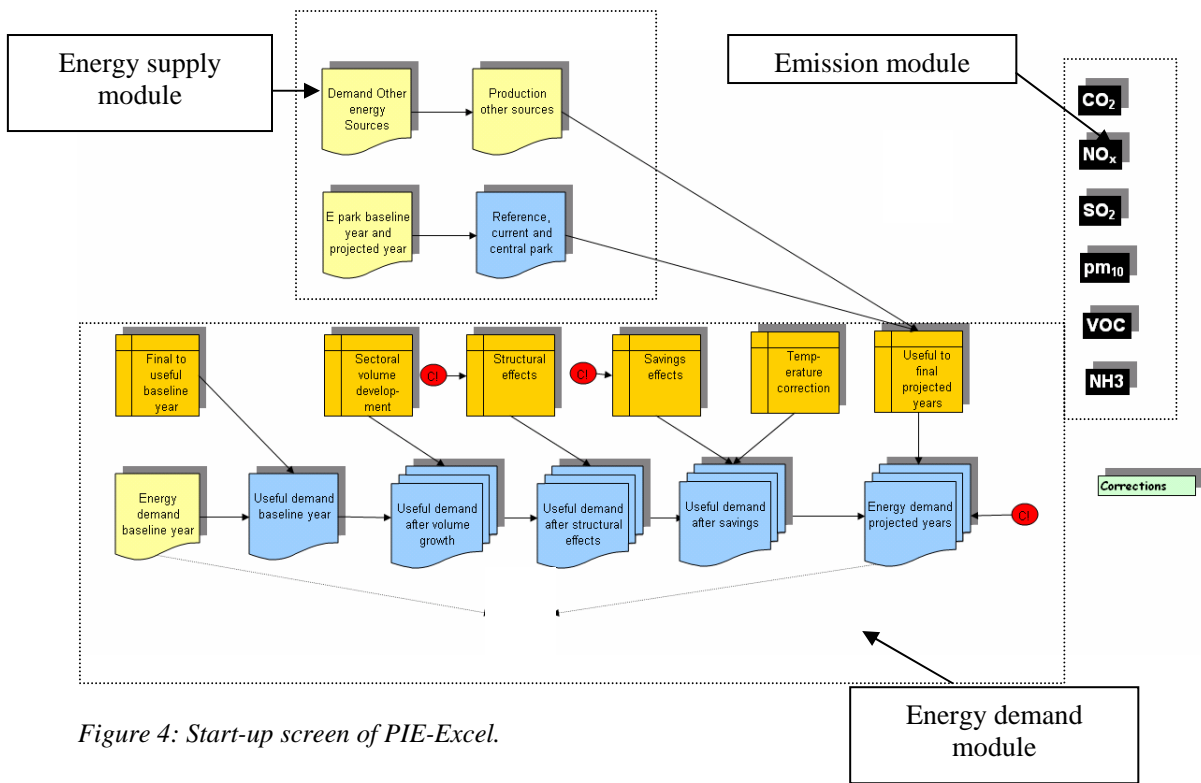 Energy supply
module
Emission module
Demand Other
energy
Sources
Production
other sources
E park baseline
year and
projected year
Reference,
current and
central park
CO2
NOx
SO2
pm10
VOC
NH3
Final to
useful
baseline
year
Sectoral
volume
develop-
ment
CI
Structural
effects
CI
Savings
effects
Temp-
erature
correction
Useful to
final
projected
years
Energy
demand
baseline year
Useful demand
baseline year
Useful demand
after volume
growth
Useful demand
after structural
effects
Useful demand
after savings
Energy demand
projected years
CI
Corrections
Energy demand
module
Figure 4: Start-up screen of PIE-Excel.